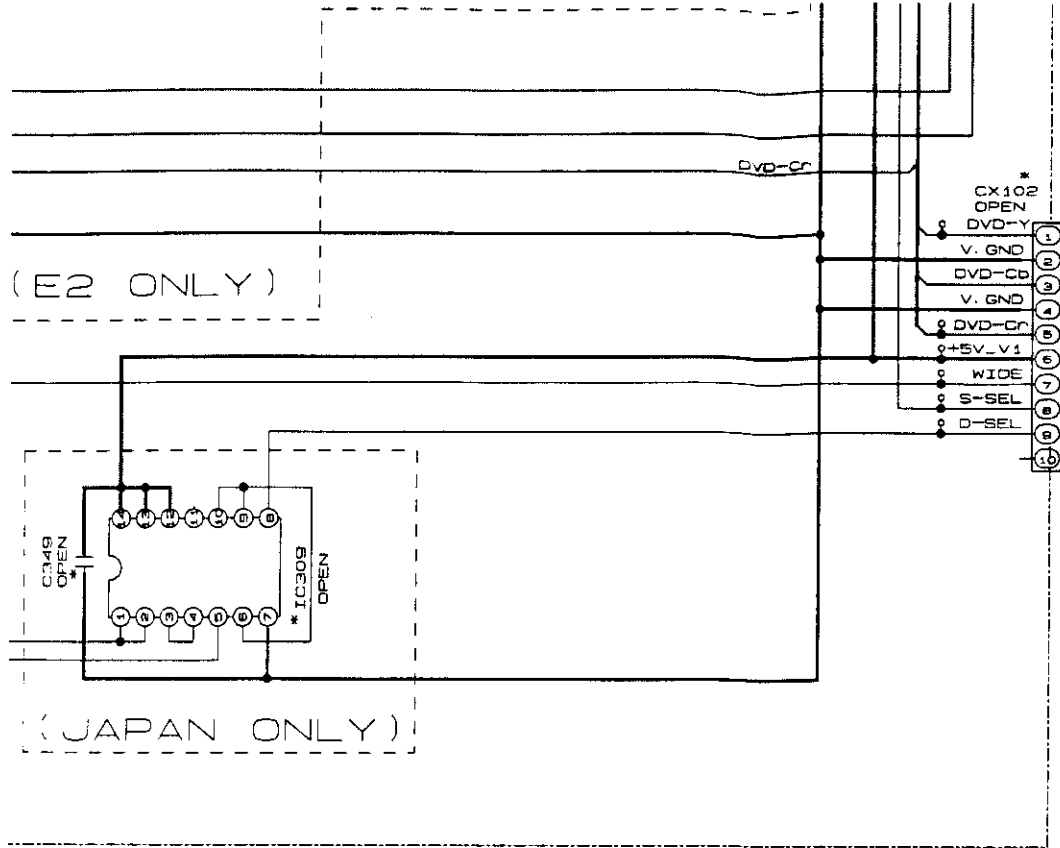 DVD-Cr
*
CX102
OPEN
DVD-Y
1
V. GND
2
DVD-Cb
3
V. GND
4
DVD-Cr
5
+5V_V1
6
WIDE
7
S-SEL
8
D-SEL
9
10
(E2 ONLY)
14 13 12 11 10 9 8
C349
OPEN
*
* IC309
OPEN
1 2 3 4 5 6 7
(JAPAN ONLY)